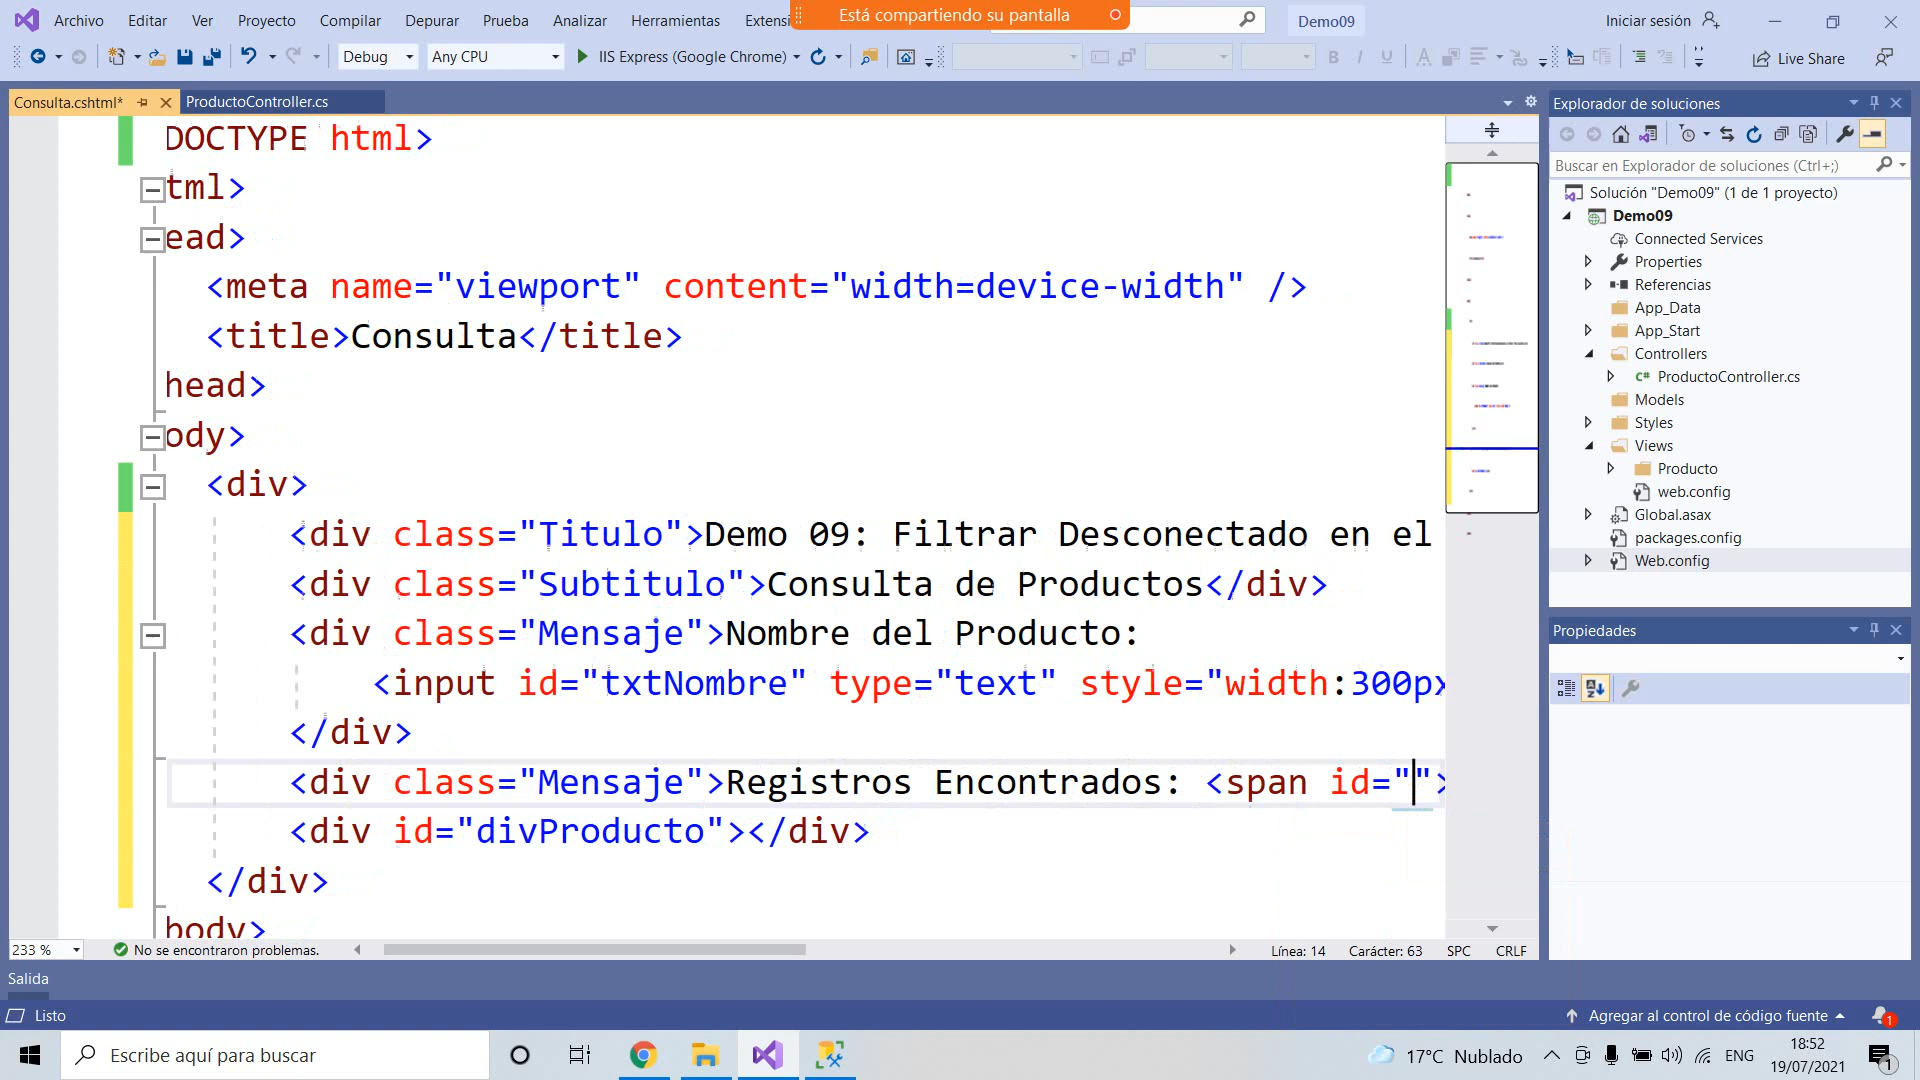 Archivo Editar Ver Proyecto Compilar Depurar Prueba Analizar Herramientas Extensi
Está compartiendo su pantalla
Demo09
Iniciar sesión
Debug Any CPU IIS Express (Google Chrome)
Live Share
Consulta.cshtml* ProductoController.cs
DOCTYPE html>
tml>
ead>
<meta name="viewport" content="width=device-width" />
<title>Consulta</title>
head>
ody>
<div>
<div class="Titulo">Demo 09: Filtrar Desconectado en el
<div class="Subtitulo">Consulta de Productos</div>
<div class="Mensaje">Nombre del Producto:
<input id="txtNombre" type="text" style="width:300px
</div>
<div class="Mensaje">Registros Encontrados: <span id="">
<div id="divProducto"></div>
</div>
body>
233 % No se encontraron problemas. Línea: 14 Carácter: 63 SPC CRLF
Explorador de soluciones
Buscar en Explorador de soluciones (Ctrl+;)
Solución "Demo09" (1 de 1 proyecto)
Demo09
Connected Services
Properties
Referencias
App_Data
App_Start
Controllers
C# ProductoController.cs
Models
Styles
Views
Producto
web.config
Global.asax
packages.config
Web.config
Propiedades
Salida
Listo
Agregar al control de código fuente
1
Escribe aquí para buscar
17°C Nublado
ENG
18:52
19/07/2021
1